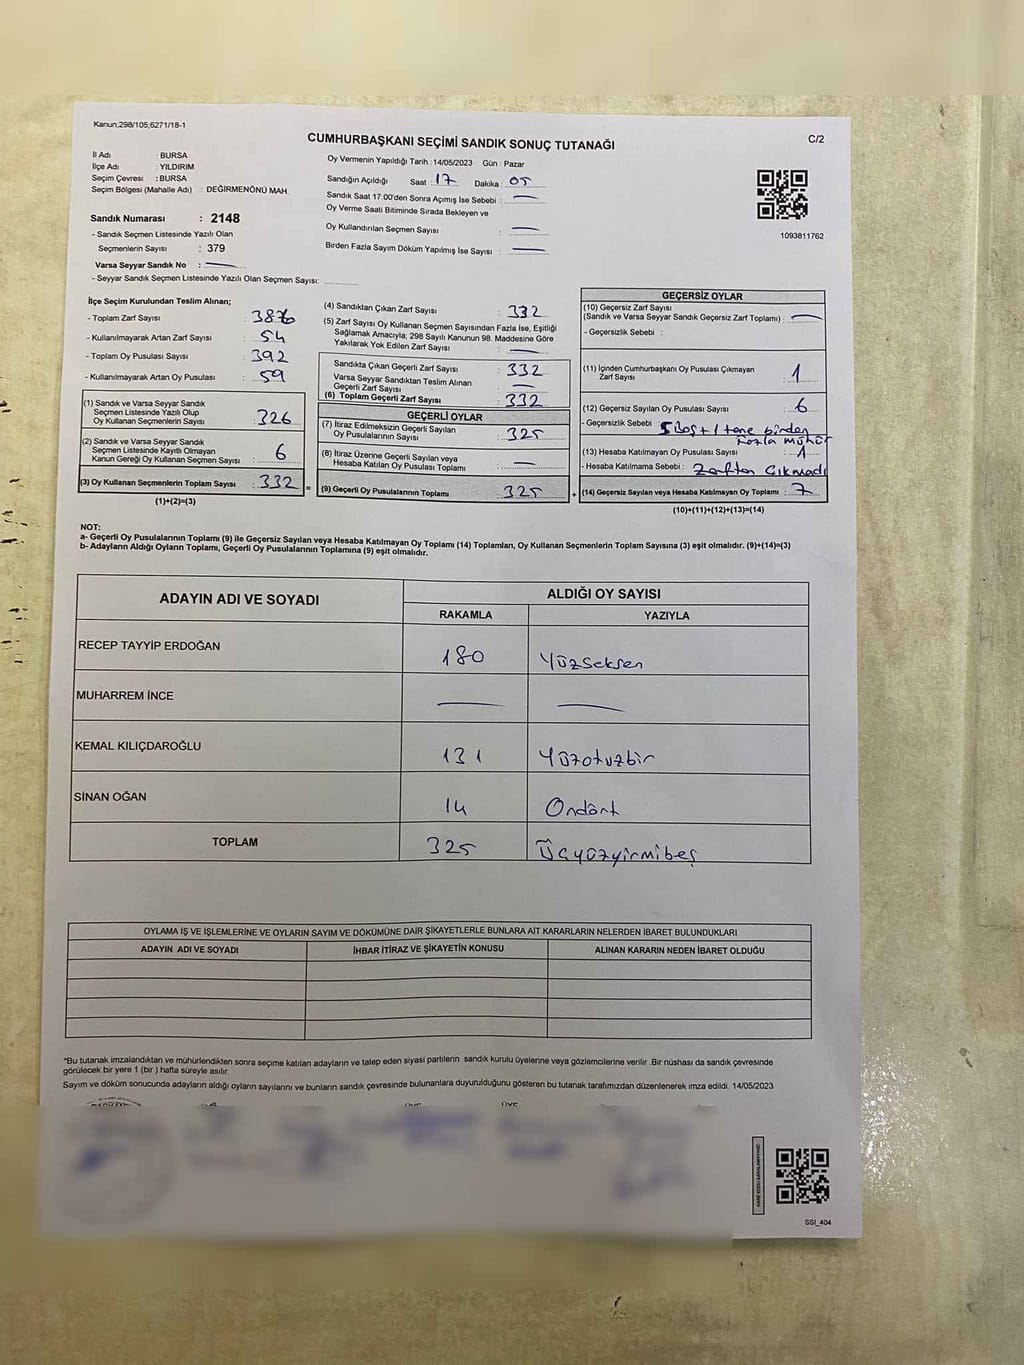 Kanun,298/105,6271/18-1
CUMHURBAŞKANI SEÇİMİ SANDIK SONUÇ TUTANAĞI
C/2
İl Adı : BURSA
İlçe Adı : YILDIRIM
Seçim Çevresi : BURSA
Seçim Bölgesi (Mahalle Adı) : DEĞİRMENÖNÜ MAH.
Sandık Numarası : 2148
- Sandık Seçmen Listesinde Yazılı Olan
Seçmenlerin Sayısı : 379
Varsa Seyyar Sandık No : —
- Seyyar Sandık Seçmen Listesinde Yazılı Olan Seçmen Sayısı:
Oy Vermenin Yapıldığı Tarih : 14/05/2023 Gün : Pazar
Sandığın Açıldığı Saat : 17 Dakika : 05
Sandık Saat 17.00'den Sonra Açımış İse Sebebi : —
Oy Verme Saati Bitiminde Sırada Bekleyen ve
Oy Kullandırılan Seçmen Sayısı : —
Birden Fazla Sayım Döküm Yapılmış İse Sayısı : —
1093811762
İlçe Seçim Kurulundan Teslim Alınan;
- Toplam Zarf Sayısı : 386
- Kullanılmayarak Artan Zarf Sayısı : 54
- Toplam Oy Pusulası Sayısı : 392
- Kullanılmayarak Artan Oy Pusulası : 59
(1) Sandık ve Varsa Seyyar Sandık
Seçmen Listesinde Yazılı Olup
Oy Kullanan Seçmenlerin Sayısı : 326
(2) Sandık ve Varsa Seyyar Sandık
Seçmen Listesinde Kayıtlı Olmayan
Kanun Gereği Oy Kullanan Seçmen Sayısı : 6
(3) Oy Kullanan Seçmenlerin Toplam Sayısı : 332 =
(1)+(2)=(3)
(4) Sandıktan Çıkan Zarf Sayısı : 332
(5) Zarf Sayısı Oy Kullanan Seçmen Sayısından Fazla İse, Eşitliği
Sağlamak Amacıyla; 298 Sayılı Kanunun 98. Maddesine Göre
Yakılarak Yok Edilen Zarf Sayısı : —
Sandıkta Çıkan Geçerli Zarf Sayısı : 332
Varsa Seyyar Sandıktan Teslim Alınan
Geçerli Zarf Sayısı : —
(6) Toplam Geçerli Zarf Sayısı : 332
GEÇERLİ OYLAR
(7) İtiraz Edilmeksizin Geçerli Sayılan
Oy Pusulalarının Sayısı : 325
(8) İtiraz Üzerine Geçerli Sayılan veya
Hesaba Katılan Oy Pusulası Toplamı : —
(9) Geçerli Oy Pusulalarının Toplamı : 325 +
GEÇERSİZ OYLAR
(10) Geçersiz Zarf Sayısı
(Sandık ve Varsa Seyyar Sandık Geçersiz Zarf Toplamı) : —
- Geçersizlik Sebebi :
(11) İçinden Cumhurbaşkanı Oy Pusulası Çıkmayan
Zarf Sayısı : 1
(12) Geçersiz Sayılan Oy Pusulası Sayısı : 6
- Geçersizlik Sebebi : 5 boş + 1 tane birden
fazla mühür
(13) Hesaba Katılmayan Oy Pusulası Sayısı : 1
- Hesaba Katılmama Sebebi : Zaftan Çıkmadı
(14) Geçersiz Sayılan veya Hesaba Katılmayan Oy Toplamı : 7
(10)+(11)+(12)+(13)=(14)
NOT:
a- Geçerli Oy Pusulalarının Toplamı (9) ile Geçersiz Sayılan veya Hesaba Katılmayan Oy Toplamı (14) Toplamları, Oy Kullanan Seçmenlerin Toplam Sayısına (3) eşit olmalıdır. (9)+(14)=(3)
b- Adayların Aldığı Oyların Toplamı, Geçerli Oy Pusulalarının Toplamına (9) eşit olmalıdır.
ADAYIN ADI VE SOYADI ALDIĞI OY SAYISI
RAKAMLA YAZIYLA
RECEP TAYYİP ERDOĞAN 180 Yüzseksen
MUHARREM İNCE — —
KEMAL KILIÇDAROĞLU 131 Yüzotuzbir
SİNAN OĞAN 14 Ondört
TOPLAM 325 Üçyüzyirmibeş
OYLAMA İŞ VE İŞLEMLERİNE VE OYLARIN SAYIM VE DÖKÜMÜNE DAİR ŞİKAYETLERLE BUNLARA AİT KARARLARIN NELERDEN İBARET BULUNDUKLARI
ADAYIN ADI VE SOYADI İHBAR İTİRAZ VE ŞİKAYETİN KONUSU ALINAN KARARIN NEDEN İBARET OLDUĞU
*Bu tutanak imzalandıktan ve mühürlendikten sonra seçime katılan adayların ve talep eden siyasi partilerin sandık kurulu üyelerine veya gözlemcilerine verilir .Bir nüshası da sandık çevresinde
görülecek bir yere 1 (bir ) hafta süreyle asılır.
Sayım ve döküm sonucunda adayların aldığı oyların sayılarını ve bunların sandık çevresinde bulunanlara duyurulduğunu gösteren bu tutanak tarafımızdan düzenlenerek imza edildi. 14/05/2023
SSI_404